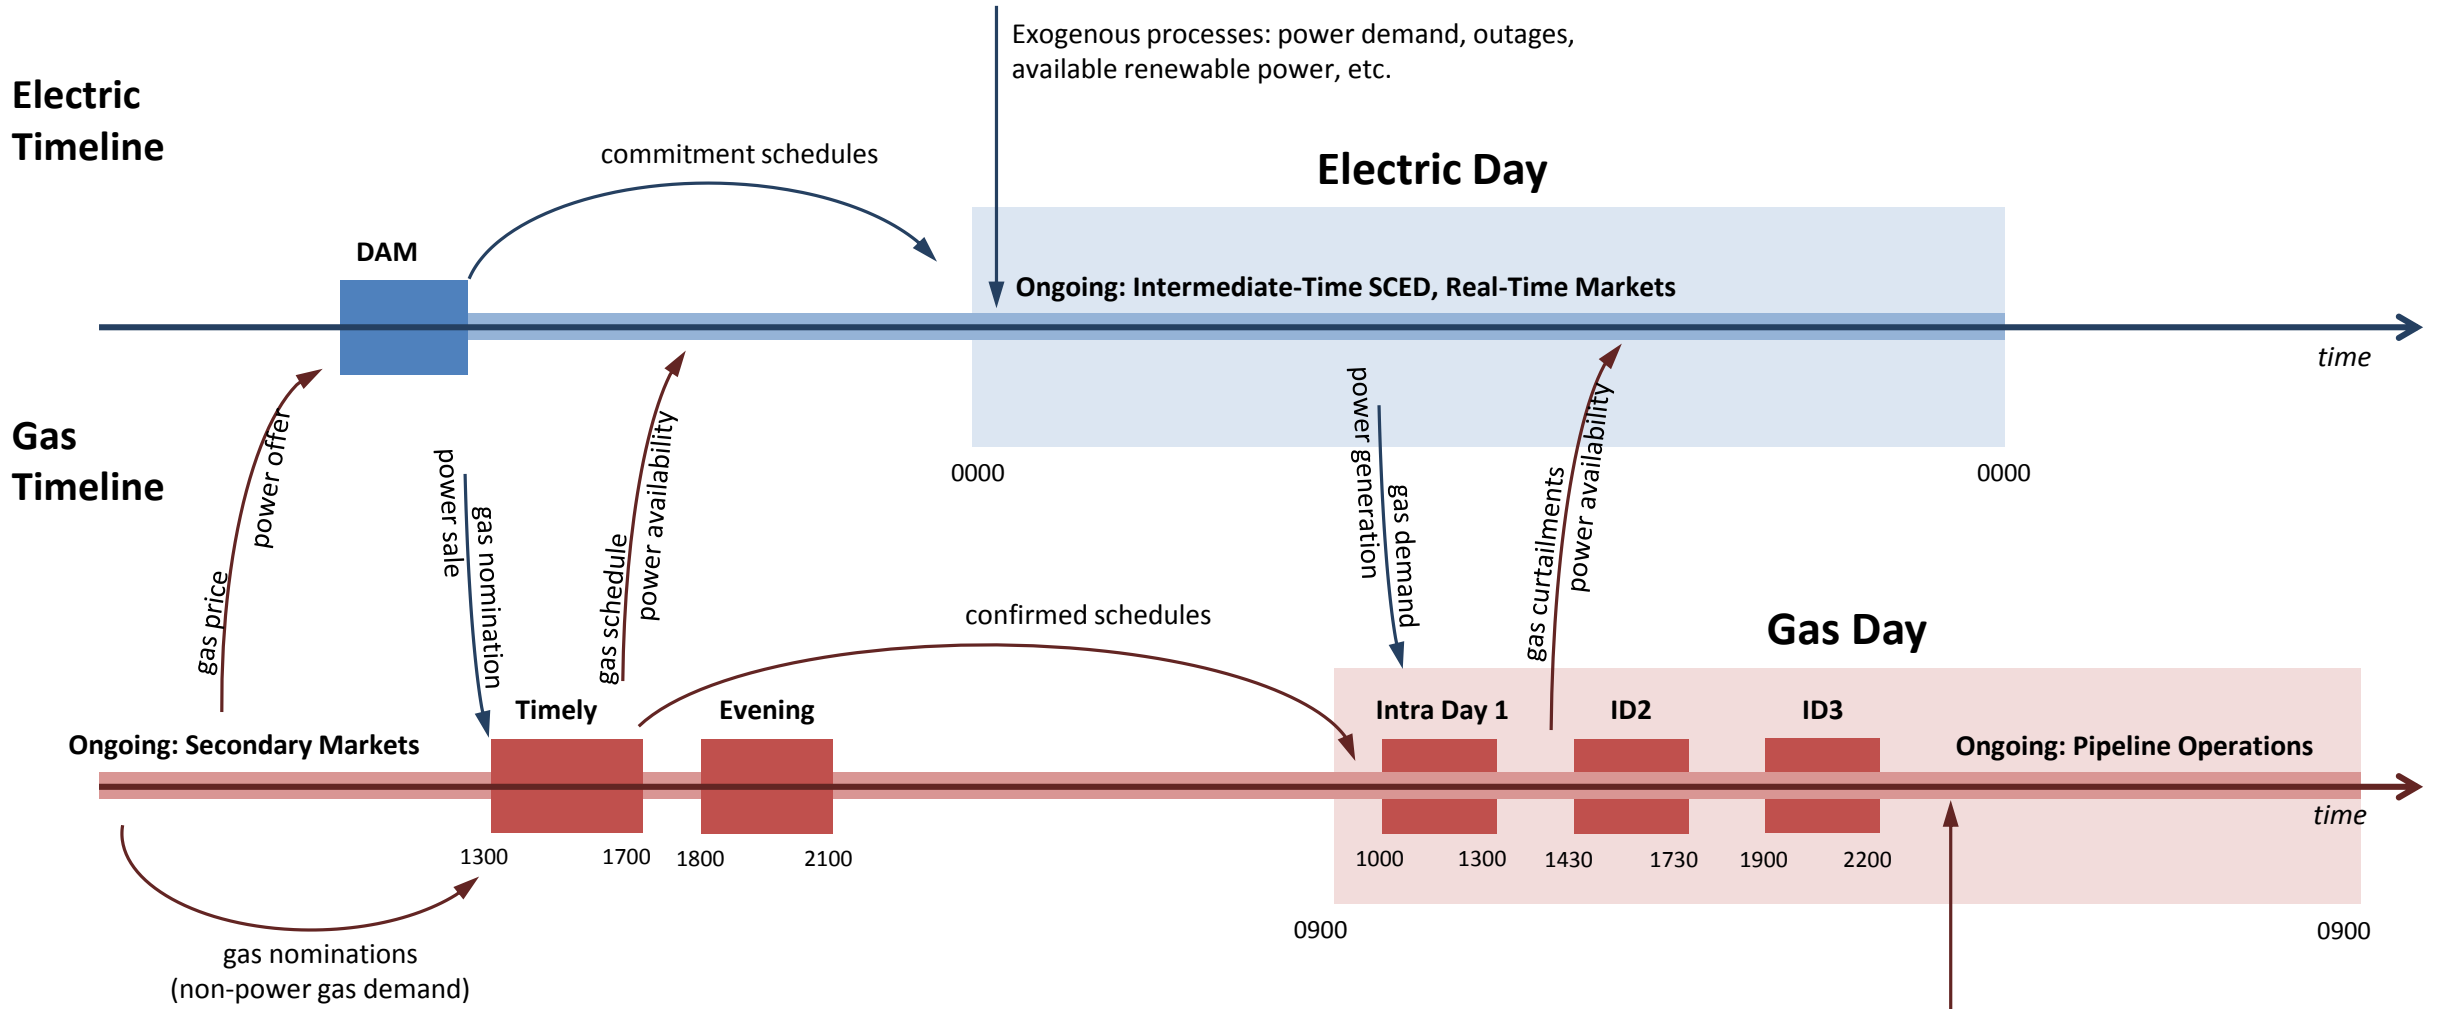 Exogenous processes: power demand, outages,
available renewable power, etc.
Electric
Timeline
commitment schedules
Electric Day
DAM
Ongoing: Intermediate-Time SCED, Real-Time Markets
time
Gas
Timeline
0000
0000
gas price
power offer
power sale
gas nomination
gas schedule
power availability
power generation
gas demand
gas curtailments
power availability
confirmed schedules
Gas Day
Timely
Evening
Intra Day 1
ID2
ID3
Ongoing: Secondary Markets
Ongoing: Pipeline Operations
time
1300
1700
1800
2100
1000
1300
1430
1730
1900
2200
0900
0900
gas nominations
(non-power gas demand)